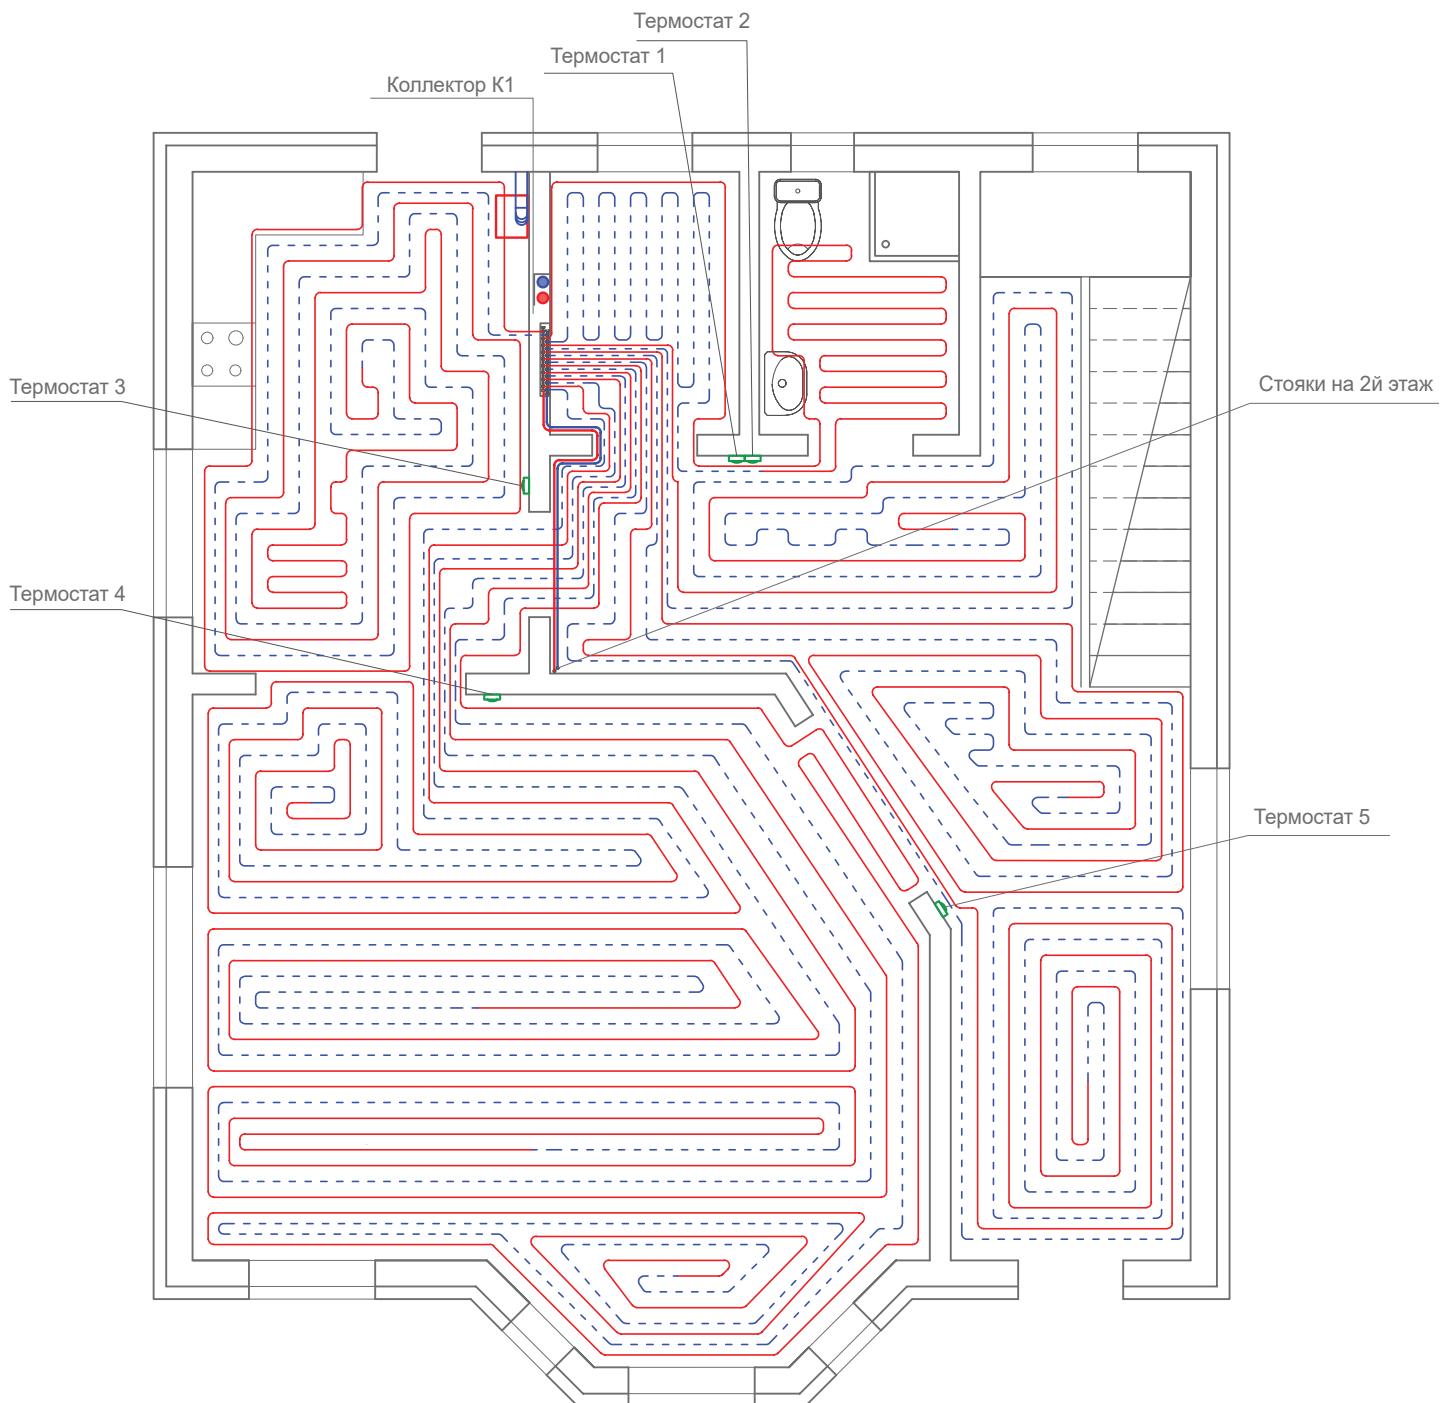 Термостат 2
Термостат 1
Коллектор К1
Термостат 3
Стояки на 2й этаж
Термостат 4
Термостат 5